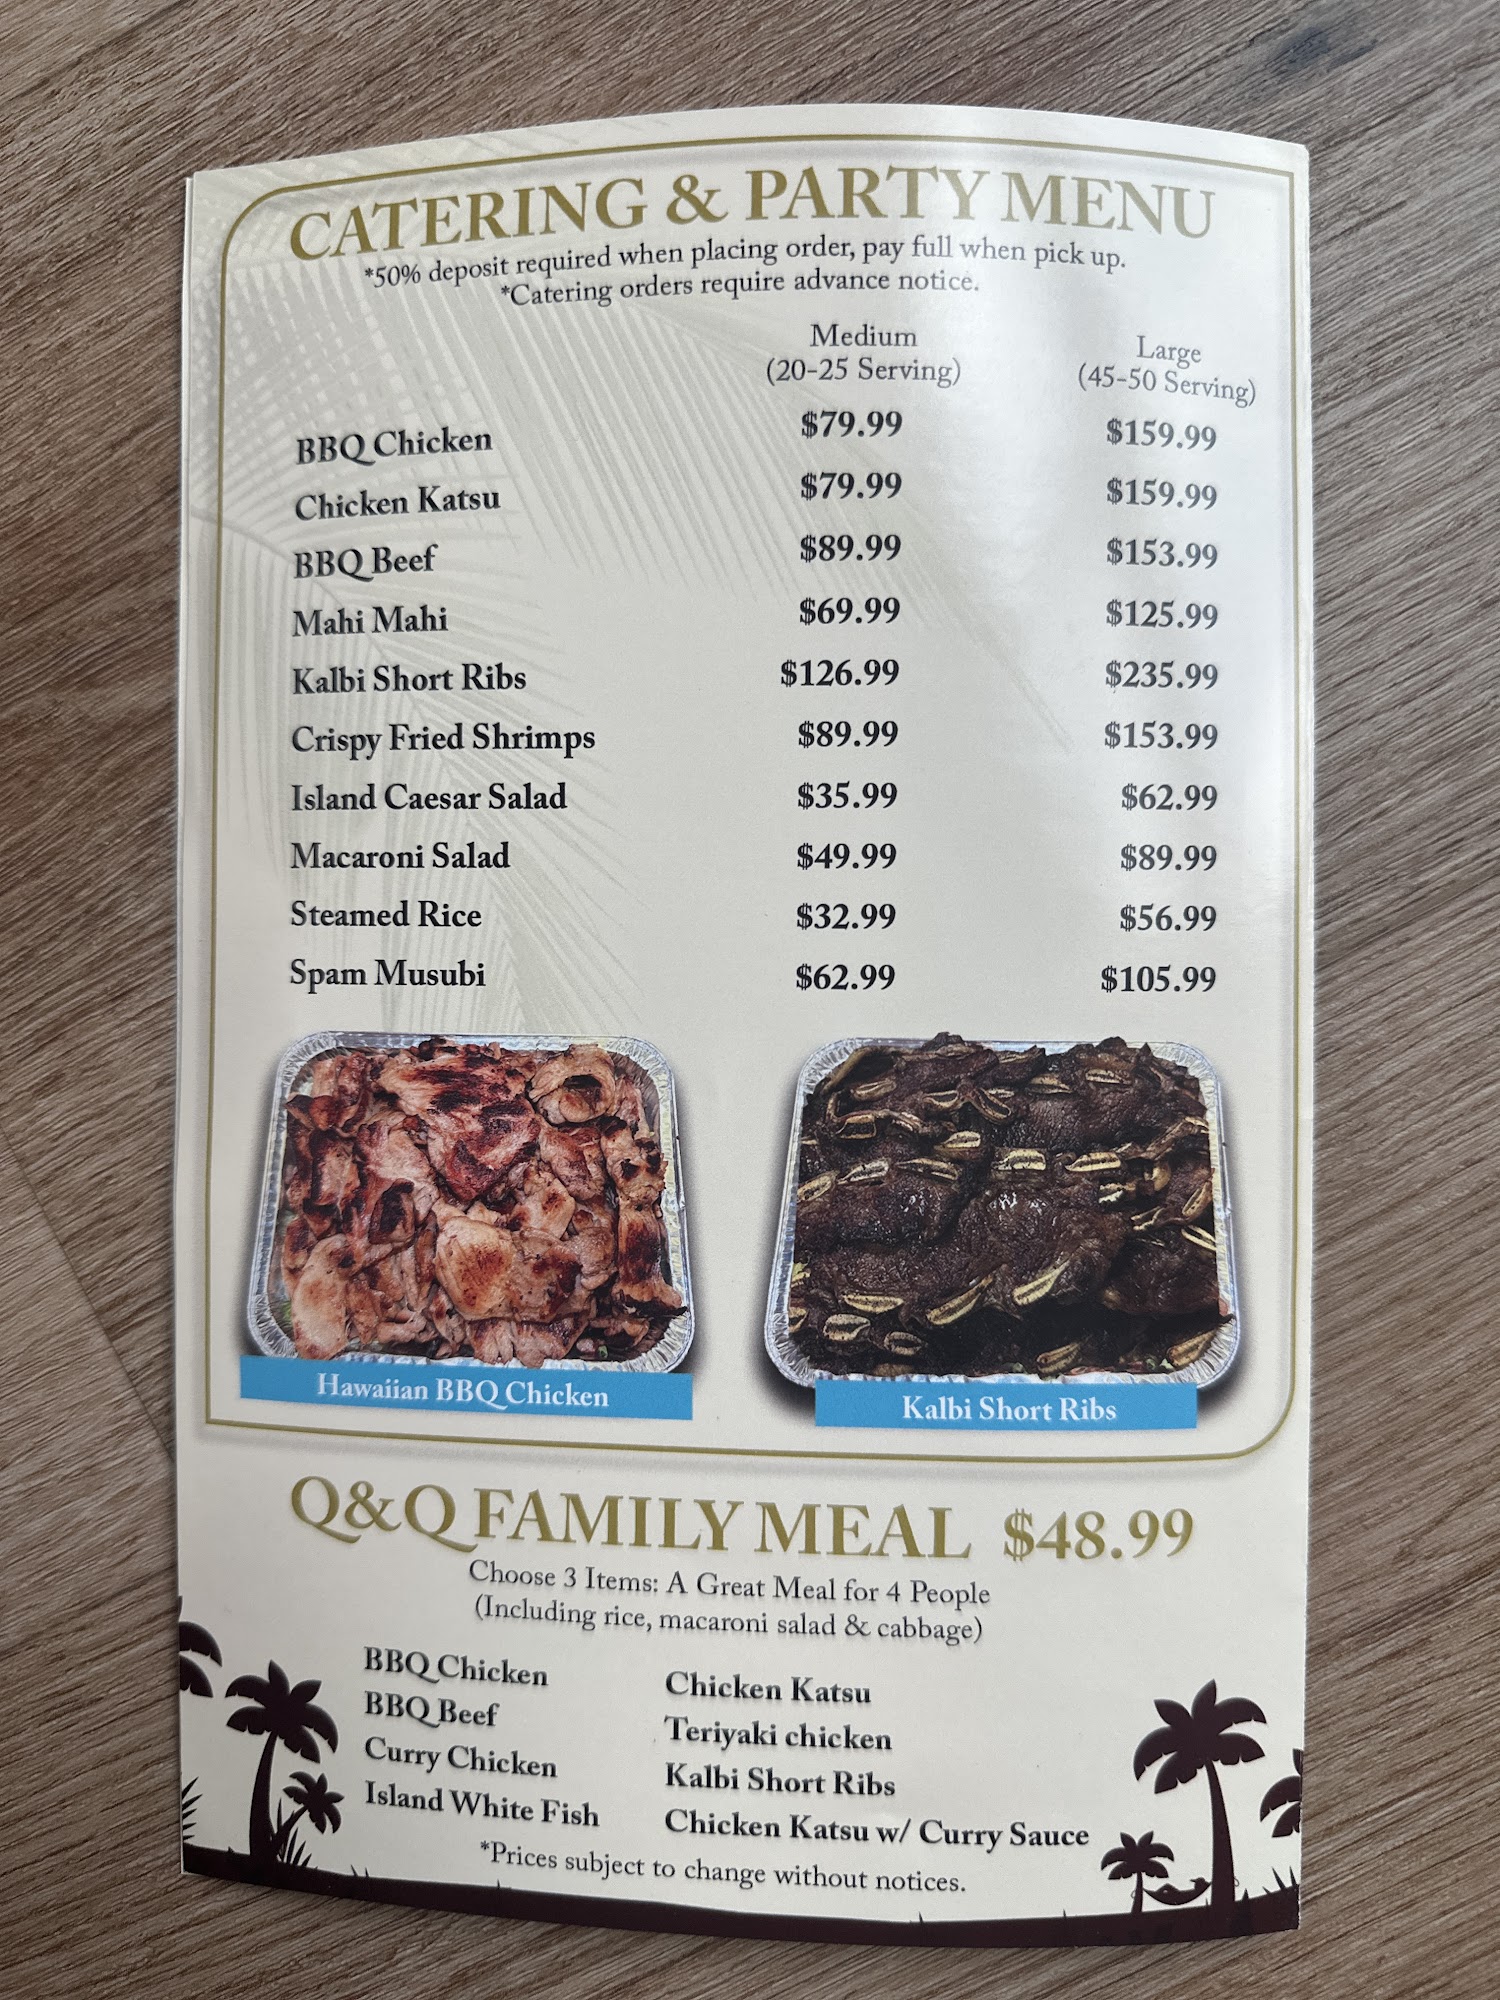 CATERING & PARTY MENU
*50% deposit required when placing order, pay full when pick up.
*Catering orders require advance notice.
Medium Large
(20-25 Serving) (45-50 Serving)
BBQ Chicken $79.99 $159.99
Chicken Katsu $79.99 $159.99
BBQ Beef $89.99 $153.99
Mahi Mahi $69.99 $125.99
Kalbi Short Ribs $126.99 $235.99
Crispy Fried Shrimps $89.99 $153.99
Island Caesar Salad $35.99 $62.99
Macaroni Salad $49.99 $89.99
Steamed Rice $32.99 $56.99
Spam Musubi $62.99 $105.99
Hawaiian BBQ Chicken
Kalbi Short Ribs
Q&Q FAMILY MEAL $48.99
Choose 3 Items: A Great Meal for 4 People
(Including rice, macaroni salad & cabbage)
BBQ Chicken
BBQ Beef
Curry Chicken
Island White Fish
Chicken Katsu
Teriyaki chicken
Kalbi Short Ribs
Chicken Katsu w/ Curry Sauce
*Prices subject to change without notices.